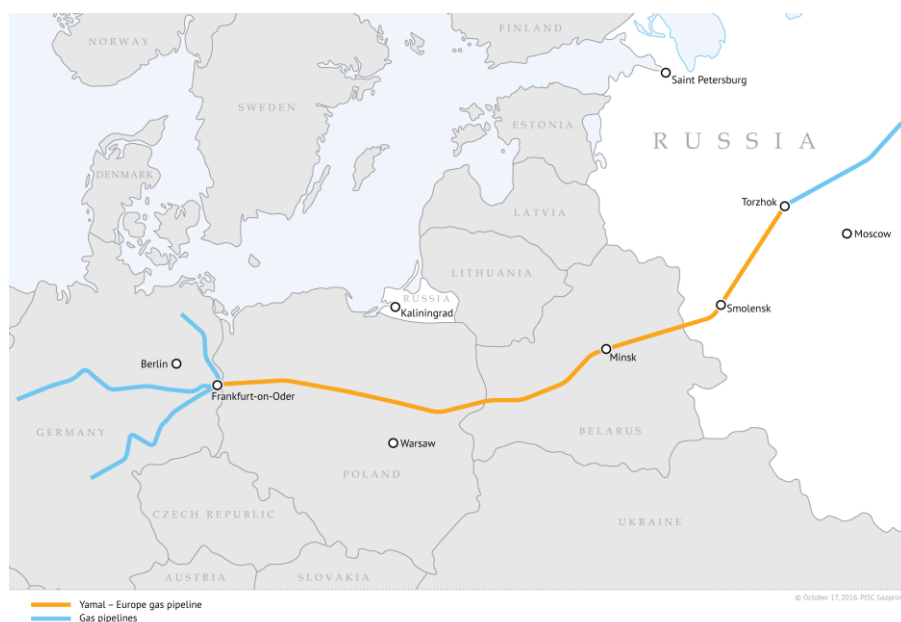 NORWAY
FINLAND
Saint Petersburg
SWEDEN
ESTONIA
RUSSIA
DENMARK
Torzhok
LATVIA
Moscow
LITHUANIA
RUSSIA
Kaliningrad
Smolensk
Minsk
Berlin
Frankfurt-on-Oder
GERMANY
BELARUS
Warsaw
POLAND
CZECH REPUBLIC
UKRAINE
AUSTRIA
SLOVAKIA
© October 17, 2016. PJSC Gazprom
Yamal – Europe gas pipeline
Gas pipelines